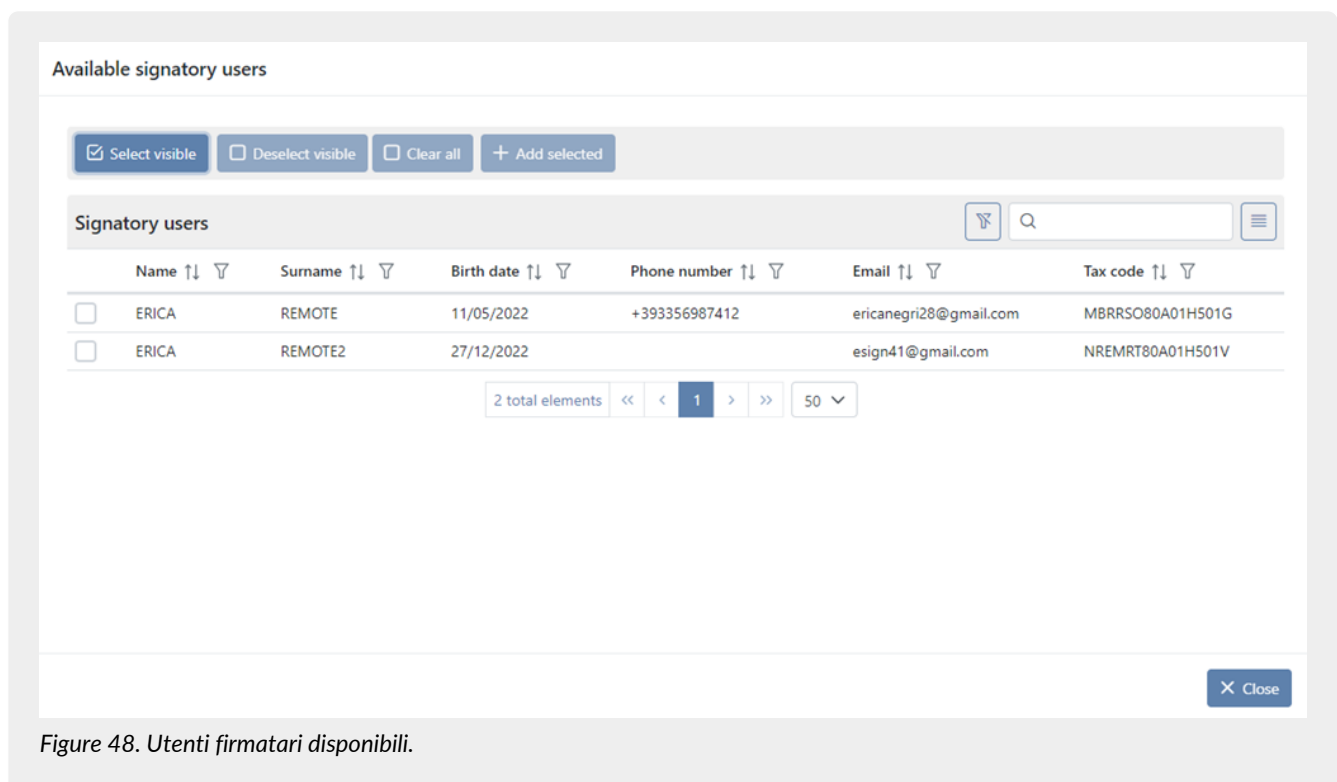 Available signatory users
Select visible Deselect visible Clear all + Add selected
Signatory users
Name Surname Birth date Phone number Email Tax code
ERICA REMOTE 11/05/2022 +393356987412 ericanegri28@gmail.com MBRRSO80A01H501G
ERICA REMOTE2 27/12/2022 esign41@gmail.com NREMRT80A01H501V
2 total elements << < 1 > >> 50
Close
Figure 48. Utenti firmatari disponibili.